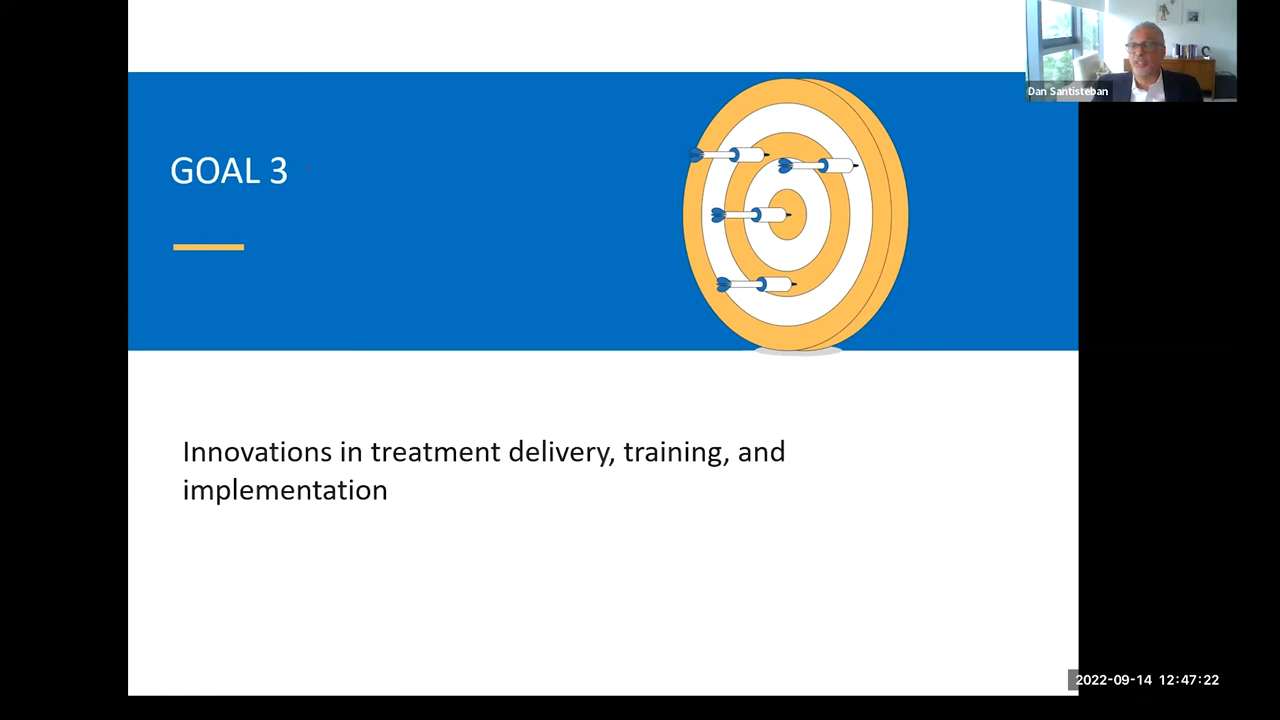 Dan Santisteban
GOAL 3
Innovations in treatment delivery, training, and
implementation
2022-09-14 12:47:22